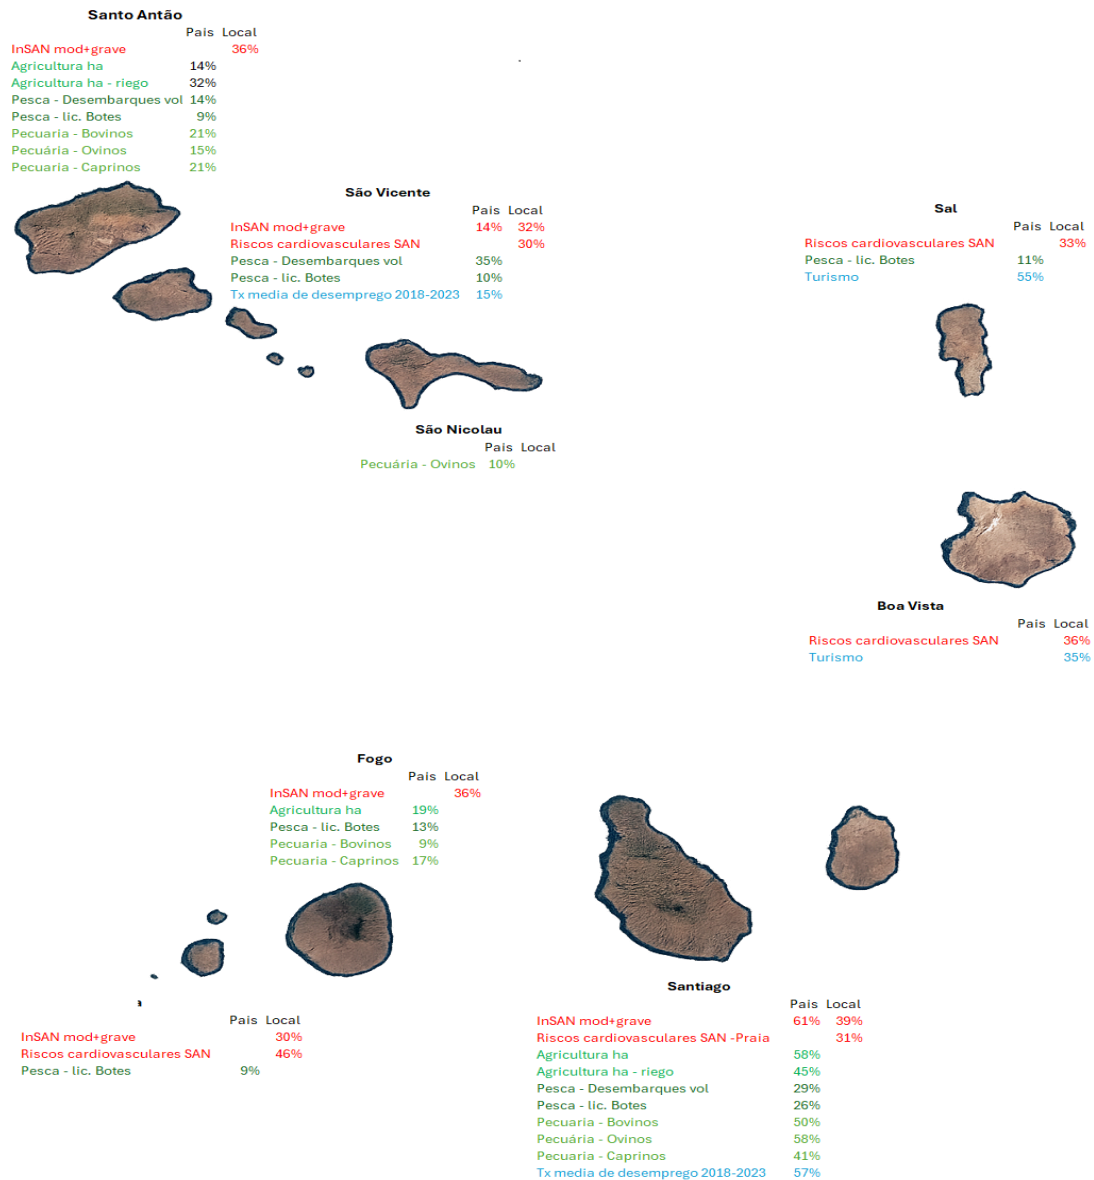 Santo Antão
Pais Local
InSAN mod+grave 36%
Agricultura ha 14%
Agricultura ha - riego 32%
Pesca - Desembarques vol 14%
Pesca - lic. Botes 9%
Pecuaria - Bovinos 21%
Pecuária - Ovinos 15%
Pecuaria - Caprinos 21%
São Vicente
Pais Local
InSAN mod+grave 14% 32%
Riscos cardiovasculares SAN 30%
Pesca - Desembarques vol 35%
Pesca - lic. Botes 10%
Tx media de desemprego 2018-2023 15%
Sal
Pais Local
Riscos cardiovasculares SAN 33%
Pesca - lic. Botes 11%
Turismo 55%
São Nicolau
Pais Local
Pecuária - Ovinos 10%
Boa Vista
Pais Local
Riscos cardiovasculares SAN 36%
Turismo 35%
Fogo
Pais Local
InSAN mod+grave 36%
Agricultura ha 19%
Pesca - lic. Botes 13%
Pecuaria - Bovinos 9%
Pecuaria - Caprinos 17%
Pais Local
InSAN mod+grave 30%
Riscos cardiovasculares SAN 46%
Pesca - lic. Botes 9%
Santiago
Pais Local
InSAN mod+grave 61% 39%
Riscos cardiovasculares SAN -Praia 31%
Agricultura ha 58%
Agricultura ha - riego 45%
Pesca - Desembarques vol 29%
Pesca - lic. Botes 26%
Pecuaria - Bovinos 50%
Pecuária - Ovinos 58%
Pecuaria - Caprinos 41%
Tx media de desemprego 2018-2023 57%